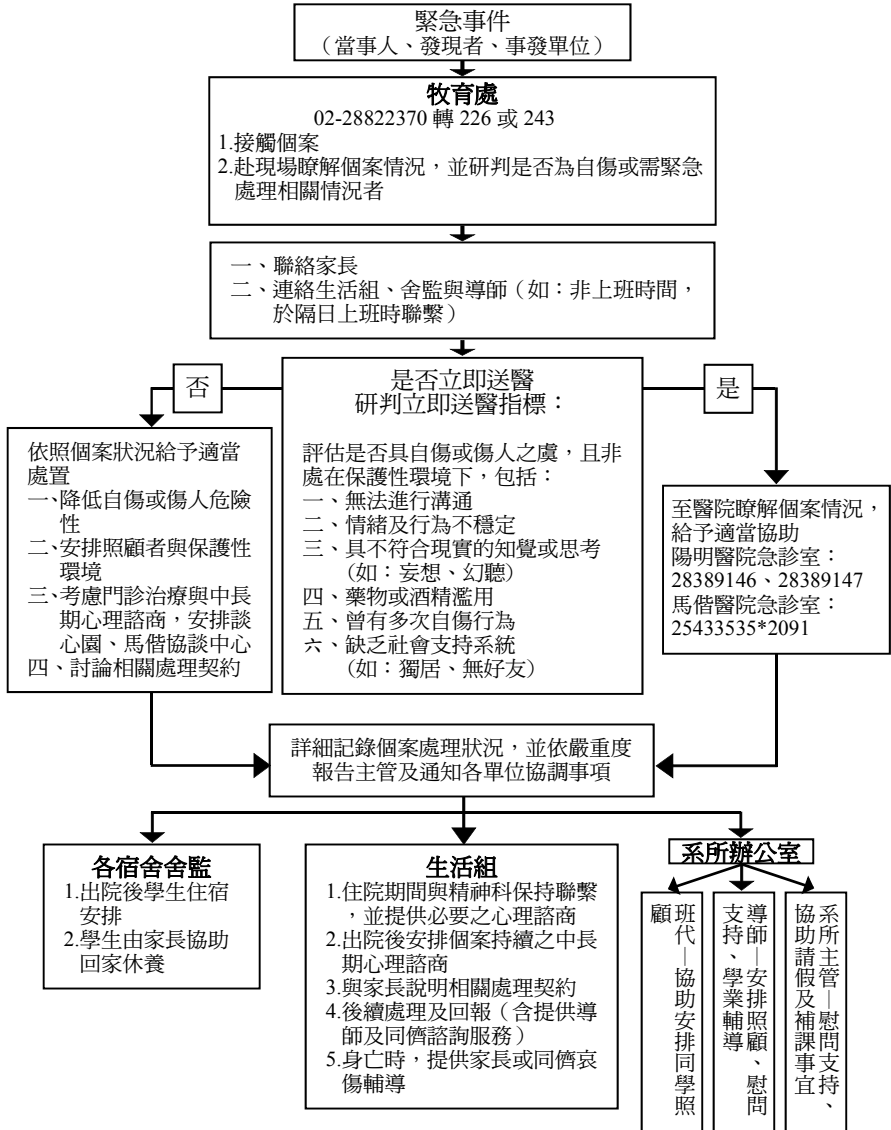 緊急事件
（當事人、發現者、事發單位）
牧育處
02-28822370 轉 226 或 243
1.接觸個案
2.赴現場瞭解個案情況，並研判是否為自傷或需緊急
處理相關情況者
一、聯絡家長
二、連絡生活組、舍監與導師（如：非上班時間，
於隔日上班時聯繫）
否
是否立即送醫
研判立即送醫指標：
評估是否具自傷或傷人之虞，且非
處在保護性環境下，包括：
一、無法進行溝通
二、情緒及行為不穩定
三、具不符合現實的知覺或思考
(如：妄想、幻聽）
四、藥物或酒精濫用
五、曾有多次自傷行為
六、缺乏社會支持系統
(如：獨居、無好友）
是
依照個案狀況給予適當
處置
一、降低自傷或傷人危險
性
二、安排照顧者與保護性
環境
三、考慮門診治療與中長
期心理諮商，安排談
心園、馬偕協談中心
四、討論相關處理契約
至醫院瞭解個案情況，
給予適當協助
陽明醫院急診室：
28389146、28389147
馬偕醫院急診室：
25433535*2091
詳細記錄個案處理狀況，並依嚴重度
報告主管及通知各單位協調事項
各宿舍舍監
1.出院後學生住宿
安排
2.學生由家長協助
回家休養
生活組
1.住院期間與精神科保持聯繫
，並提供必要之心理諮商
2.出院後安排個案持續之中長
期心理諮商
3.與家長說明相關處理契約
4.後續處理及回報（含提供導
師及同儕諮詢服務）
5.身亡時，提供家長或同儕哀
傷輔導
系所辦公室
班代—協助安排同學照
顧
導師—安排照顧、慰問
支持、學業輔導
系所主管—慰問支持、
協助請假及補課事宜